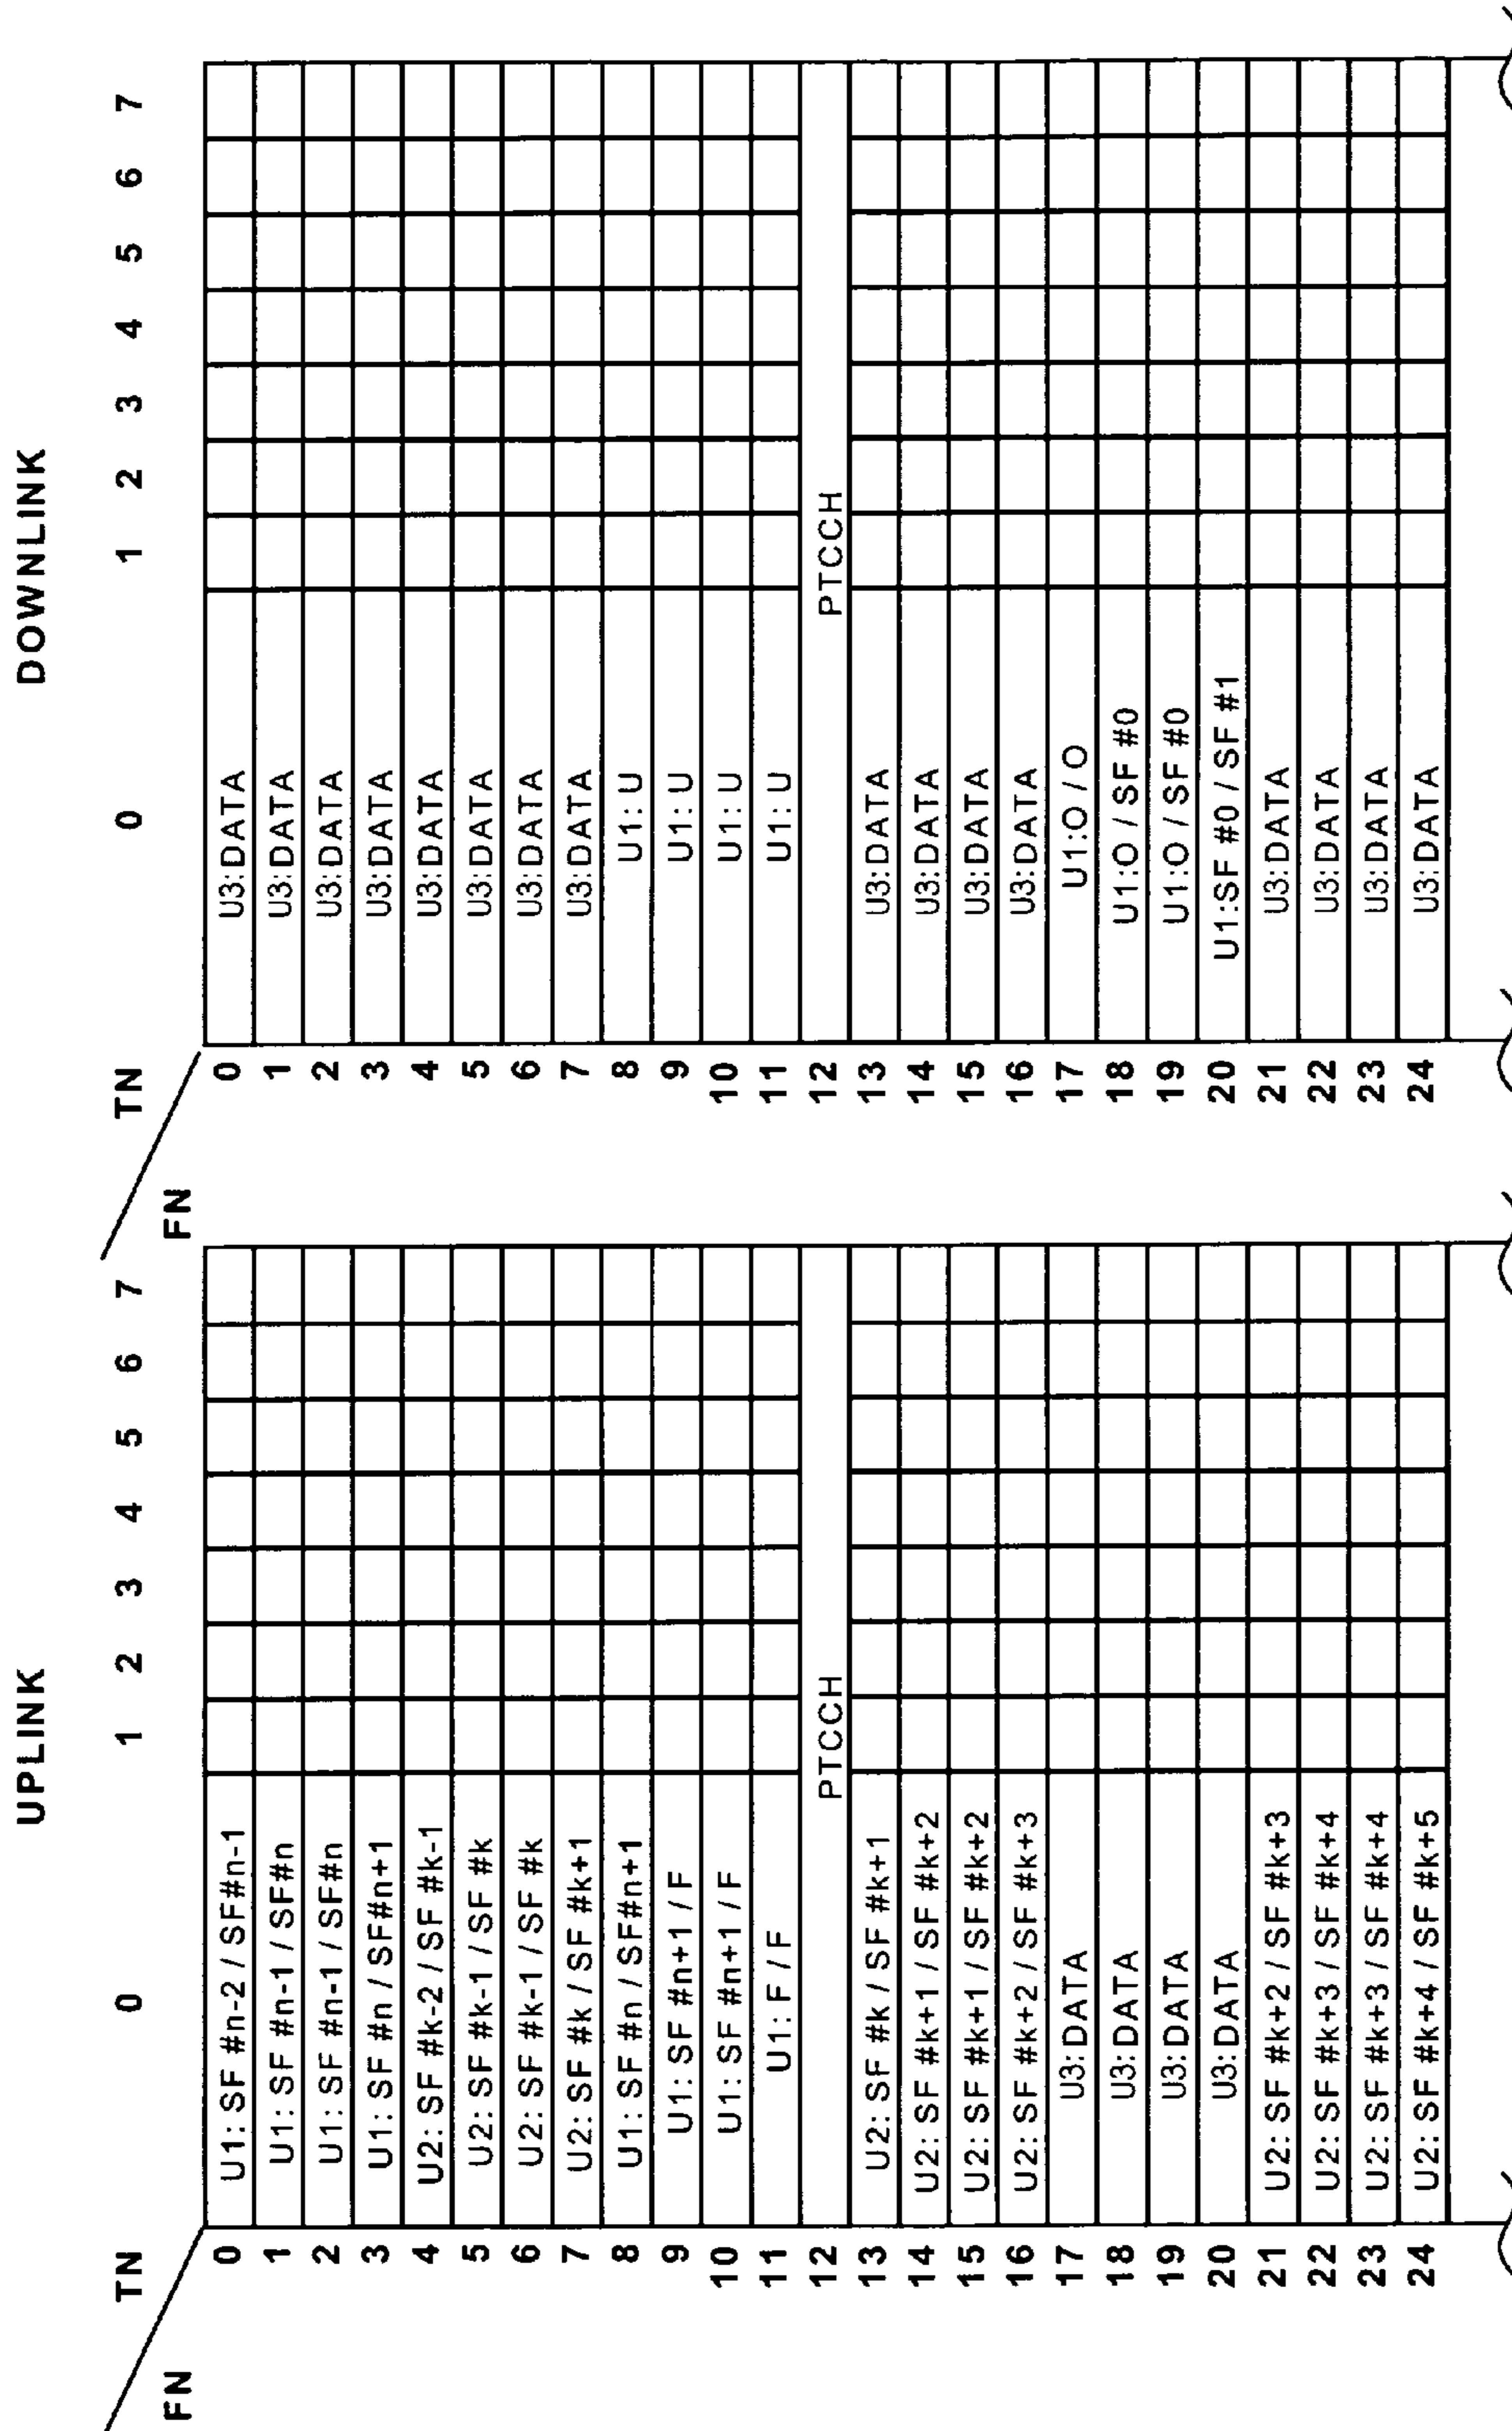 UPLINK
FN TN 0 1 2 3 4 5 6 7
0 U1: SF #n-2 / SF#n-1
1 U1: SF #n-1 / SF#n
2 U1: SF #n-1 / SF#n
3 U1: SF #n / SF#n+1
4 U2: SF #k-2 / SF #k-1
5 U2: SF #k-1 / SF #k
6 U2: SF #k-1 / SF #k
7 U2: SF #k / SF #k+1
8 U1: SF #n / SF#n+1
9 U1: SF #n+1 / F
10 U1: SF #n+1 / F
11 U1: F / F
12 PTCCH
13 U2: SF #k / SF #k+1
14 U2: SF #k+1 / SF #k+2
15 U2: SF #k+1 / SF #k+2
16 U2: SF #k+2 / SF #k+3
17 U3:DATA
18 U3:DATA
19 U3:DATA
20 U3:DATA
21 U2: SF #k+2 / SF #k+3
22 U2: SF #k+3 / SF #k+4
23 U2: SF #k+3 / SF #k+4
24 U2: SF #k+4 / SF #k+5
DOWNLINK
FN TN 0 1 2 3 4 5 6 7
0 U3:DATA
1 U3:DATA
2 U3:DATA
3 U3:DATA
4 U3:DATA
5 U3:DATA
6 U3:DATA
7 U3:DATA
8 U1: U
9 U1: U
10 U1: U
11 U1: U
12 PTCCH
13 U3:DATA
14 U3:DATA
15 U3:DATA
16 U3:DATA
17 U1:O / O
18 U1:O / SF #0
19 U1:O / SF #0
20 U1:SF #0 / SF #1
21 U3:DATA
22 U3:DATA
23 U3:DATA
24 U3:DATA